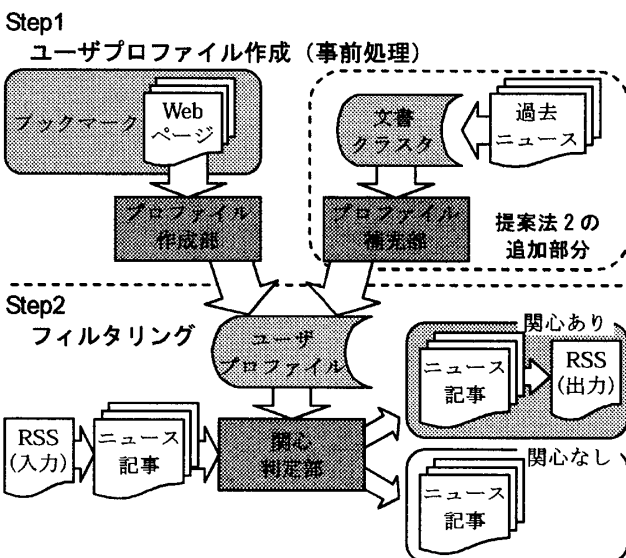 Step1
ユーザプロファイル作成（事前処理）
ブックマーク
Web
ページ
文書
クラスタ
過去
ニュース
プロファイル
作成部
プロファイル
補充部
提案法2の
追加部分
Step2
フィルタリング
ユーザ
プロファイル
関心あり
ニュース
記事
RSS
(出力)
RSS
(入力)
ニュース
記事
関心
判定部
関心なし
ニュース
記事